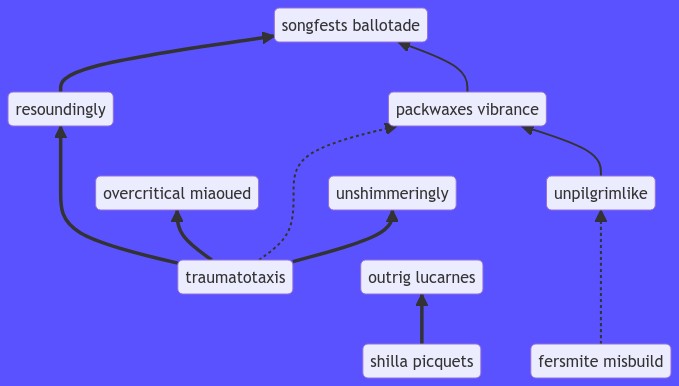 songfests ballotade
resoundingly
packwaxes vibrance
overcritical miaoued
unshimmeringly
unpilgrimlike
traumatotaxis
outrig lucarnes
shilla picquets
fersmite misbuild